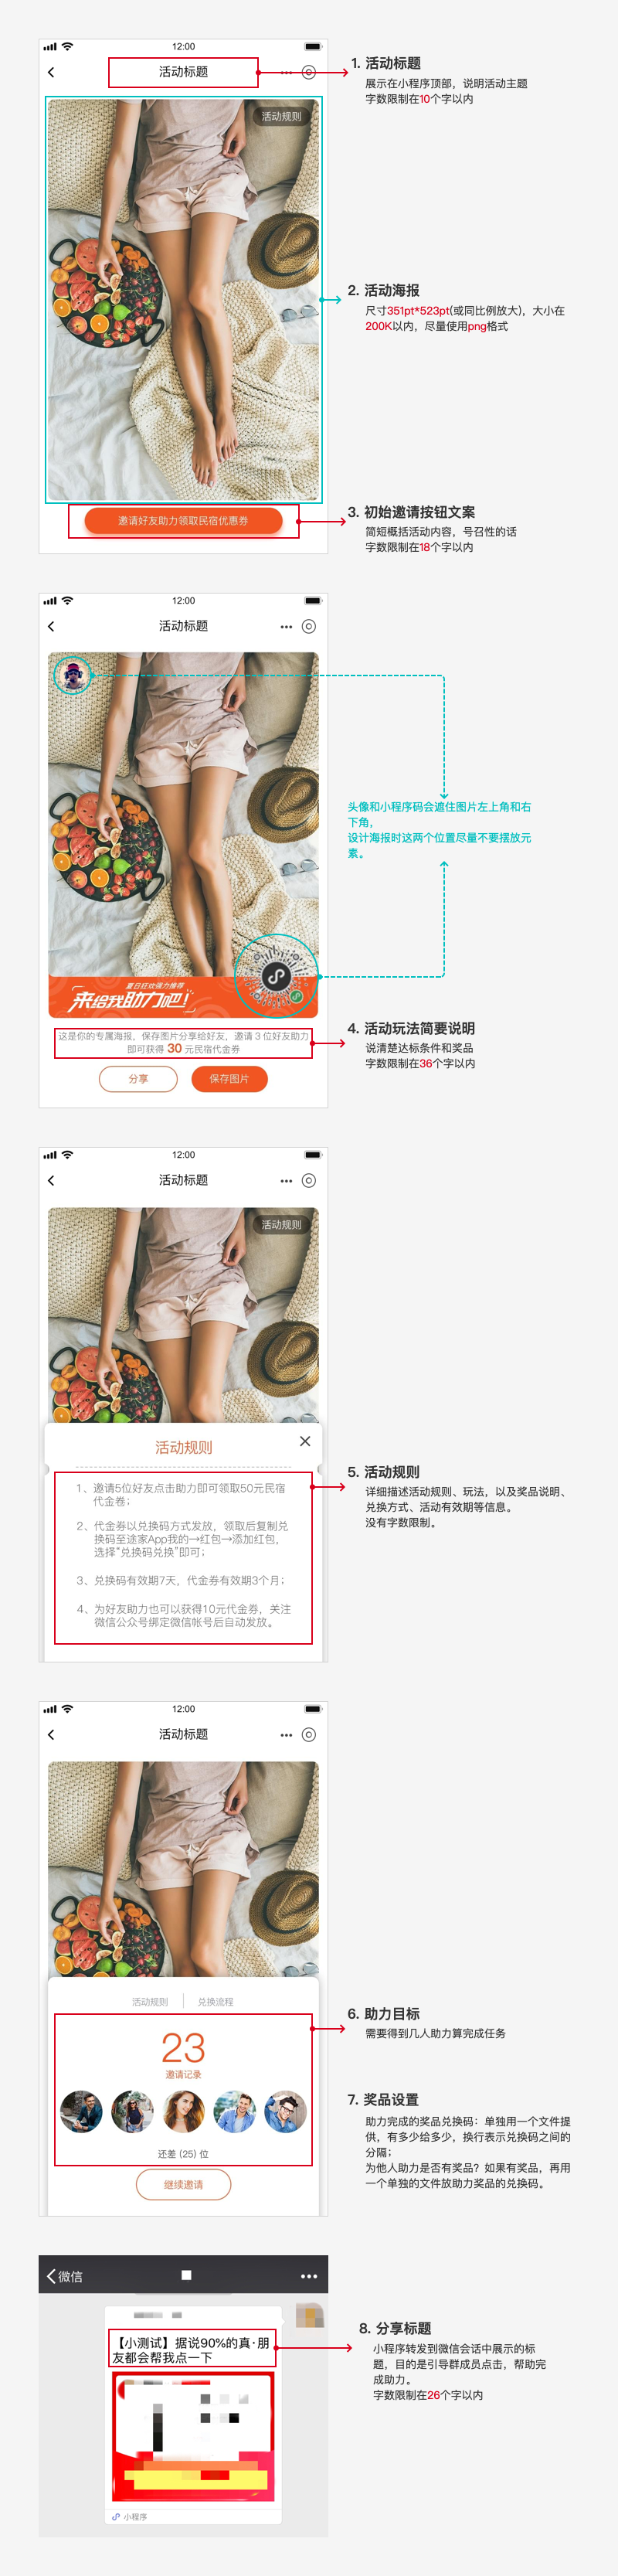 12:00
活动标题
活动规则
1. 活动标题
展示在小程序顶部，说明活动主题
字数限制在10个字以内
2. 活动海报
尺寸351pt*523pt(或同比例放大)，大小在
200K以内，尽量使用png格式
邀请好友助力领取民宿优惠券
3. 初始邀请按钮文案
简短概括活动内容，号召性的话
字数限制在18个字以内
12:00
活动标题
头像和小程序码会遮住图片左上角和右
下角，
设计海报时这两个位置尽量不要摆放元
素。
夏日狂欢强力推荐
来给我助力吧！
这是你的专属海报，保存图片分享给好友，邀请 3 位好友助力
即可获得 30 元民宿代金券
分享
保存图片
4. 活动玩法简要说明
说清楚达标条件和奖品
字数限制在36个字以内
12:00
活动标题
活动规则
活动规则
1、邀请5位好友点击助力即可领取50元民宿
代金卷；
2、代金券以兑换码方式发放，领取后复制兑
换码至途家App我的→红包→添加红包，
选择“兑换码兑换”即可；
3、兑换码有效期7天，代金券有效期3个月；
4、为好友助力也可以获得10元代金券，关注
微信公众号绑定微信帐号后自动发放。
5. 活动规则
详细描述活动规则、玩法，以及奖品说明、
兑换方式、活动有效期等信息。
没有字数限制。
12:00
活动标题
活动规则
兑换流程
23
邀请记录
还差 (25) 位
继续邀请
6. 助力目标
需要得到几人助力算完成任务
7. 奖品设置
助力完成的奖品兑换码：单独用一个文件提
供，有多少给多少，换行表示兑换码之间的
分隔；
为他人助力是否有奖品？如果有奖品，再用
一个单独的文件放助力奖品的兑换码。
微信
【小测试】据说90%的真·朋
友都会帮我点一下
小程序
8. 分享标题
小程序转发到微信会话中展示的标
题，目的是引导群成员点击，帮助完
成助力。
字数限制在26个字以内